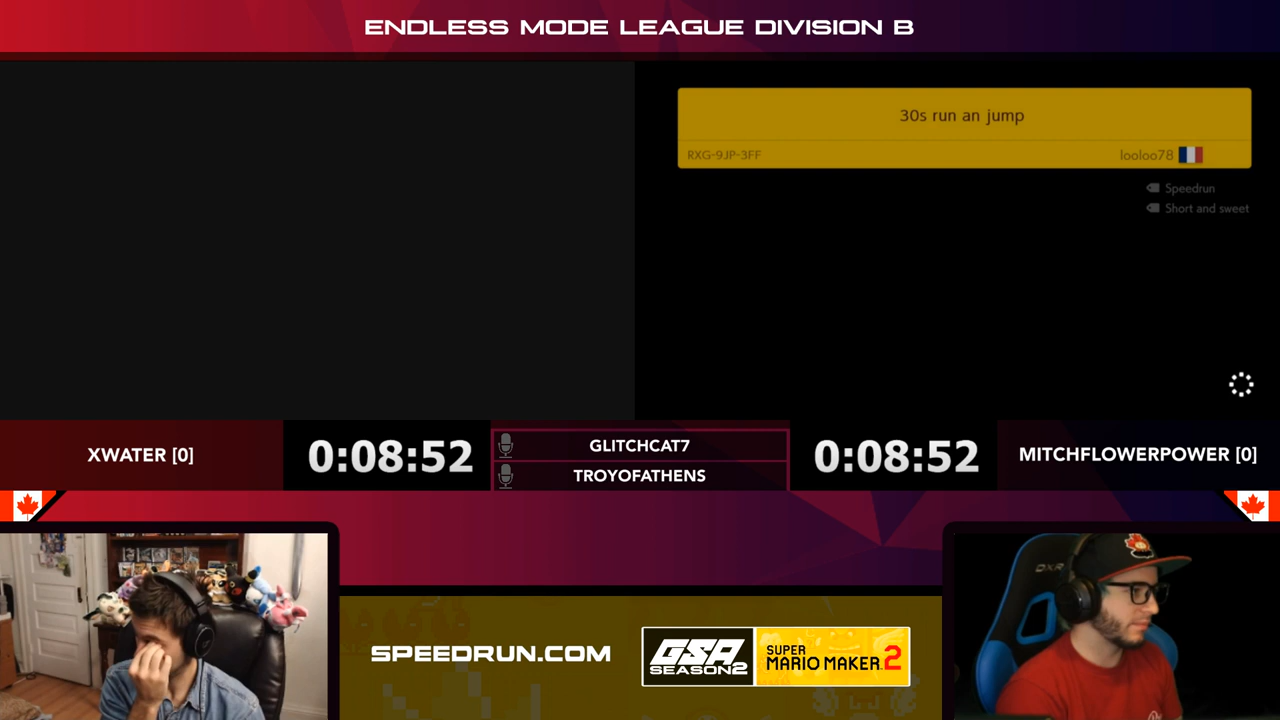 ENDLESS MODE LEAGUE DIVISION B
30s run an jump
RXG-9JP-3FF
looloo78
Speedrun
Short and sweet
XWATER [0]
0:08:52
GLITCHCAT7
TROYOFATHENS
0:08:52
MITCHFLOWERPOWER [0]
SPEEDRUN.COM
GSA
SEASON2
SUPER
MARIO MAKER 2
DXR